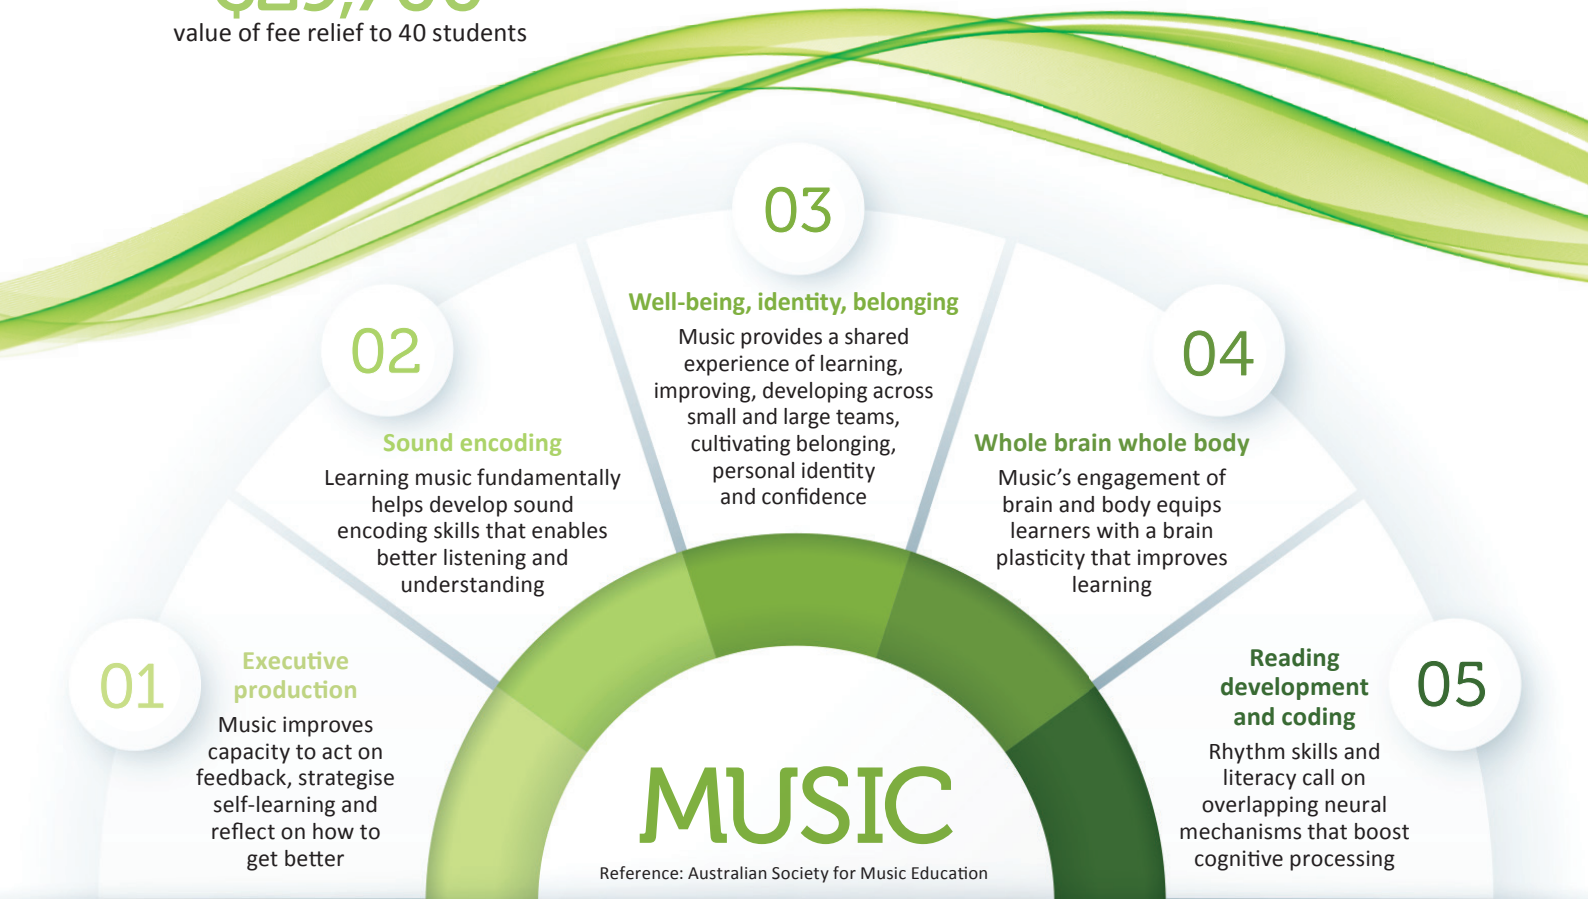 value of fee relief to 40 students
03
Well-being, identity, belonging
Music provides a shared
experience of learning,
improving, developing across
small and large teams,
cultivating belonging,
personal identity
and confidence
02
Sound encoding
Learning music fundamentally
helps develop sound
encoding skills that enables
better listening and
understanding
04
Whole brain whole body
Music’s engagement of
brain and body equips
learners with a brain
plasticity that improves
learning
01
Executive
production
Music improves
capacity to act on
feedback, strategise
self-learning and
reflect on how to
get better
05
Reading
development
and coding
Rhythm skills and
literacy call on
overlapping neural
mechanisms that boost
cognitive processing
MUSIC
Reference: Australian Society for Music Education